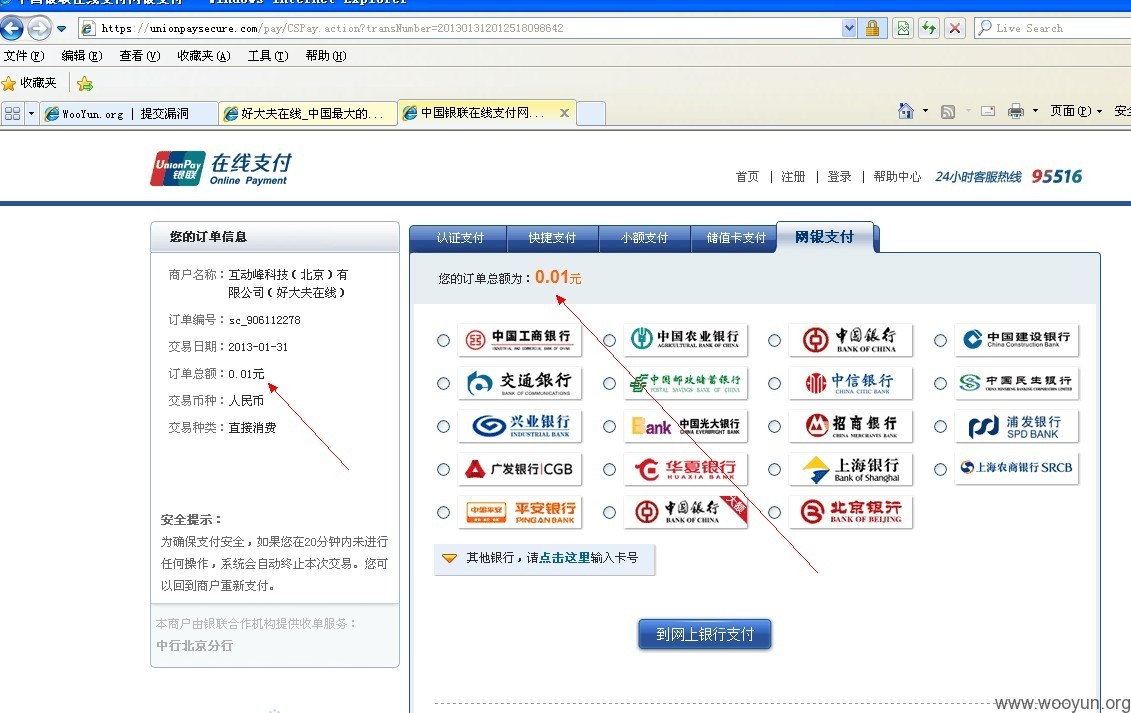 https://unionpaysecure.com/pay/CSPay.action?transNumber=201301312012518098642
Live Search
文件(F) 编辑(E) 查看(V) 收藏夹(A) 工具(T) 帮助(H)
收藏夹
WooYun.org | 提交漏洞
好大夫在线_中国最大的...
中国银联在线支付网...
页面(P)
UnionPay 银联 在线支付 Online Payment
首页 | 注册 | 登录 | 帮助中心 24小时客服热线 95516
您的订单信息
商户名称：互动峰科技（北京）有
限公司（好大夫在线）
订单编号：sc_906112278
交易日期：2013-01-31
订单总额：0.01元
交易币种：人民币
交易种类：直接消费
安全提示：
为确保支付安全，如果您在20分钟内未进行
任何操作，系统会自动终止本次交易。您可
以回到商户重新支付。
本商户由银联合作机构提供收单服务：
中行北京分行
认证支付 快捷支付 小额支付 储值卡支付 网银支付
您的订单总额为：0.01元
中国工商银行 INDUSTRIAL AND COMMERCIAL BANK OF CHINA
中国农业银行 AGRICULTURAL BANK OF CHINA
中国银行 BANK OF CHINA
中国建设银行 China Construction Bank
交通银行 BANK OF COMMUNICATIONS
中国邮政储蓄银行 POSTAL SAVINGS BANK OF CHINA
中信银行 CHINA CITIC BANK
中国民生银行 CHINA MINSHENG BANKING CORPORATION LIMITED
兴业银行 INDUSTRIAL BANK
Bank 中国光大银行 CHINA EVERBRIGHT BANK
招商银行 CHINA MERCHANTS BANK
浦发银行 SPD BANK
广发银行|CGB
华夏银行 HUAXIA BANK
上海银行 Bank of Shanghai
上海农商银行 SRCB
中国平安 平安银行 PING AN BANK
中国银行 BANK OF CHINA 大额
北京银行 BANK OF BEIJING
其他银行，请点击这里输入卡号
到网上银行支付
www.wooyun.org